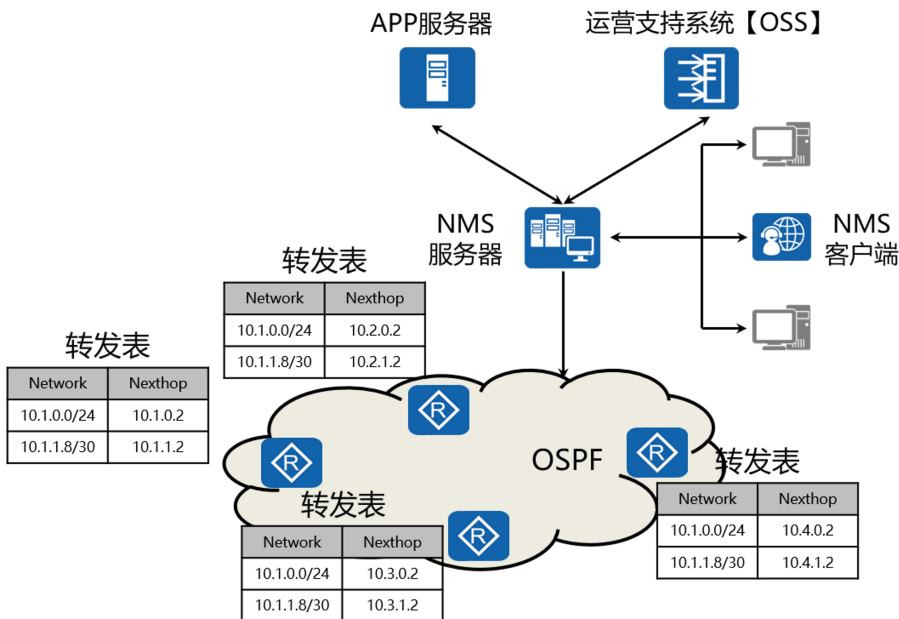 APP服务器
运营支持系统【OSS】
NMS
服务器
NMS
客户端
转发表
Network Nexthop
10.1.0.0/24 10.2.0.2
10.1.1.8/30 10.2.1.2
转发表
Network Nexthop
10.1.0.0/24 10.1.0.2
10.1.1.8/30 10.1.1.2
R
R
R
OSPF
转发表
Network Nexthop
10.1.0.0/24 10.4.0.2
10.1.1.8/30 10.4.1.2
转发表
R
Network Nexthop
10.1.0.0/24 10.3.0.2
10.1.1.8/30 10.3.1.2